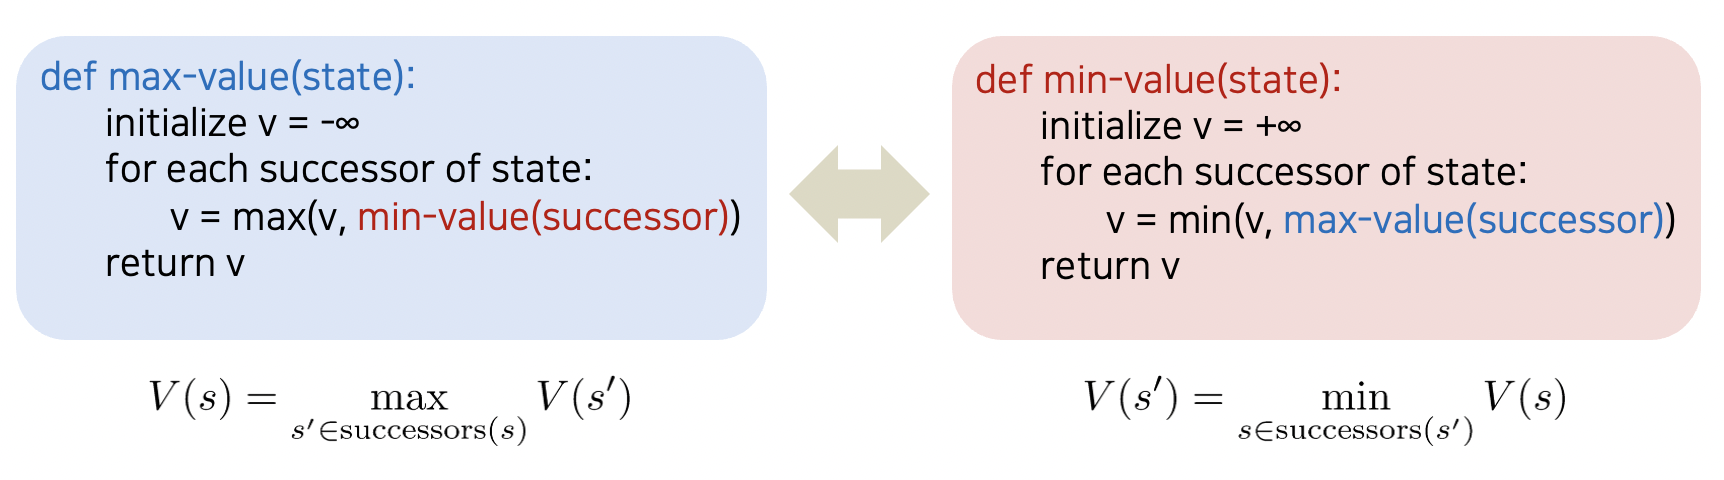 def max-value(state):
initialize v = -∞
for each successor of state:
v = max(v, min-value(successor))
return v
V(s) = max V(s′)
s′∈successors(s)
def min-value(state):
initialize v = +∞
for each successor of state:
v = min(v, max-value(successor))
return v
V(s′) = min V(s)
s∈successors(s′)